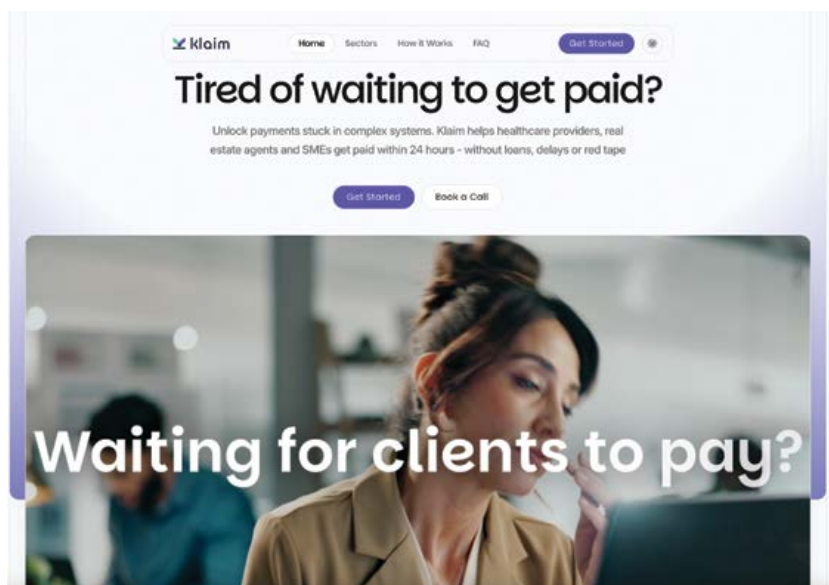 klaim
Home Sectors How it Works FAQ Get Started
Tired of waiting to get paid?
Unlock payments stuck in complex systems. Klaim helps healthcare providers, real
estate agents and SMEs get paid within 24 hours - without loans, delays or red tape
Get Started Book a Call
Waiting for clients to pay?